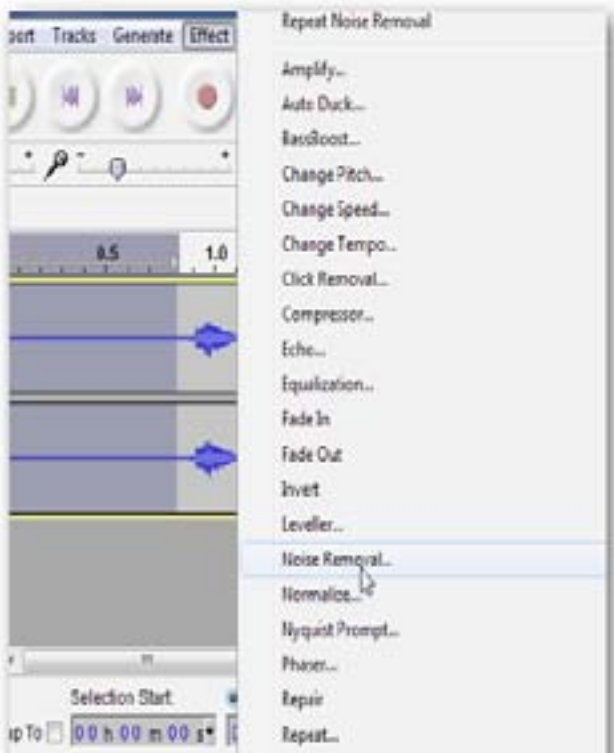 Tracks Generate Effect
0.5 1.0
Selection Start
To 00 h 00 m 00 s
Repeat Noise Removal
Amplify...
Auto Duck...
BassBoost...
Change Pitch...
Change Speed...
Change Tempo...
Click Removal...
Compressor...
Echo...
Equalization...
Fade In
Fade Out
Invert
Leveller...
Noise Removal...
Normalize...
Nyquist Prompt...
Phaser...
Repair
Repeat...